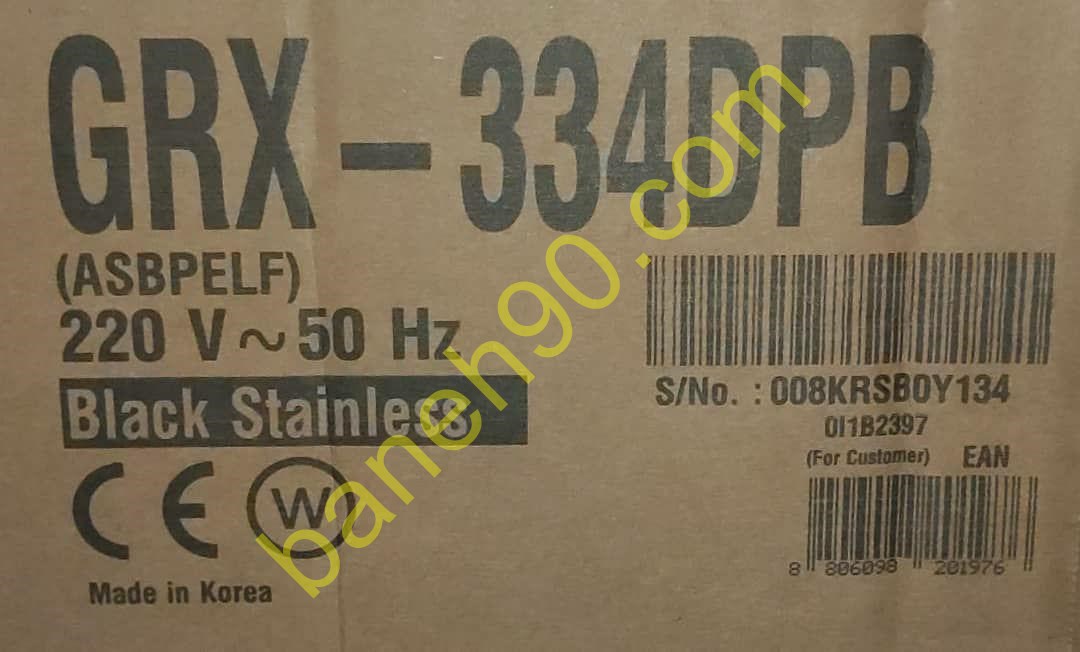 GRX-334DPB
(ASBPELF)
220 V ~ 50 Hz
Black Stainless
CE
W
Made in Korea
S/No. : 008KRSB0Y134
0I1B2397
(For Customer) EAN
8 806098 201976
baneh90.com